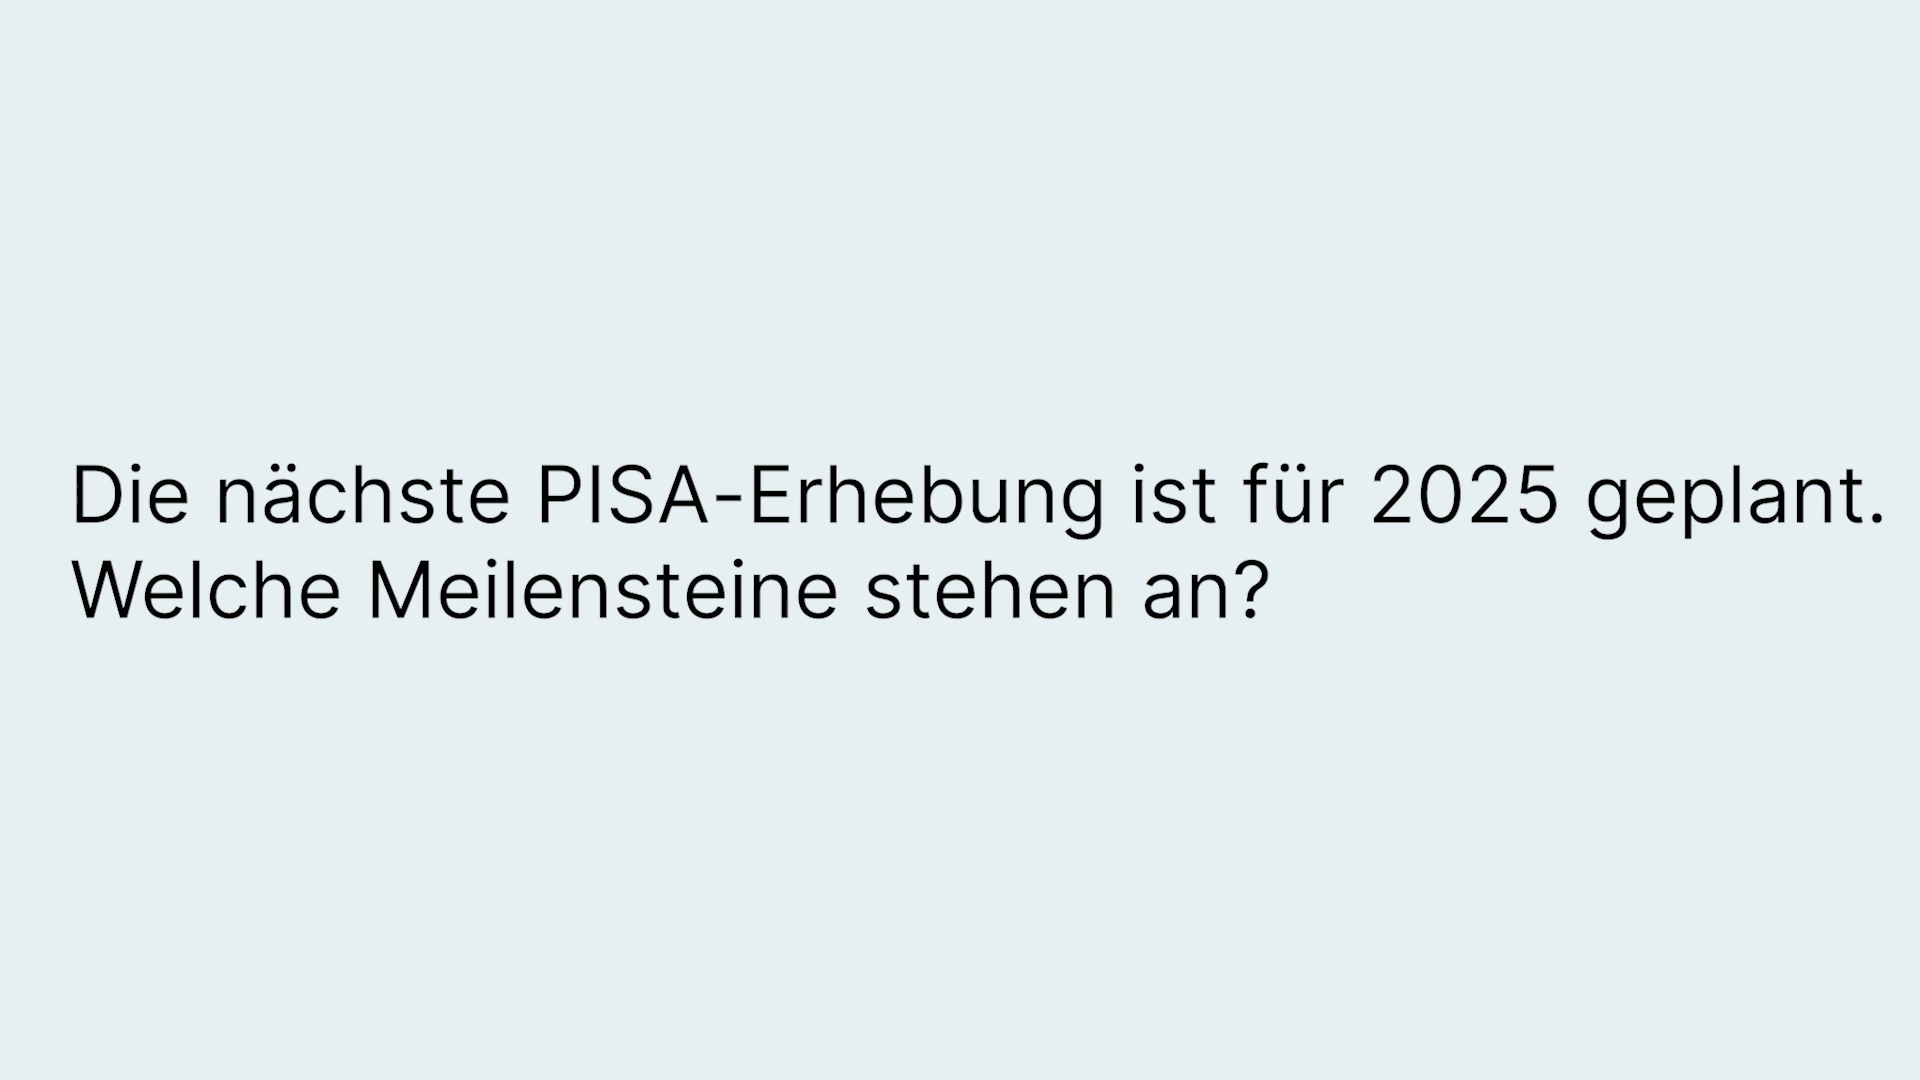 Die nächste PISA-Erhebung ist für 2025 geplant.
Welche Meilensteine stehen an?